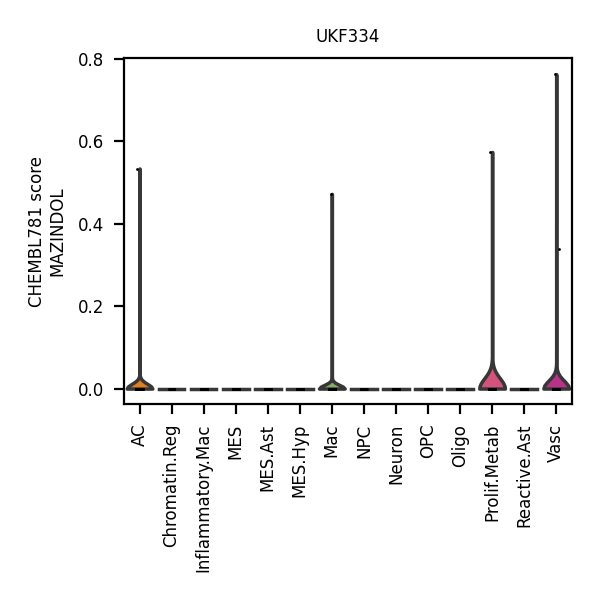 UKF334
CHEMBL781 score
MAZINDOL
0.8
0.6
0.4
0.2
0.0
AC
Chromatin.Reg
Inflammatory.Mac
MES
MES.Ast
MES.Hyp
Mac
NPC
Neuron
OPC
Oligo
Prolif.Metab
Reactive.Ast
Vasc